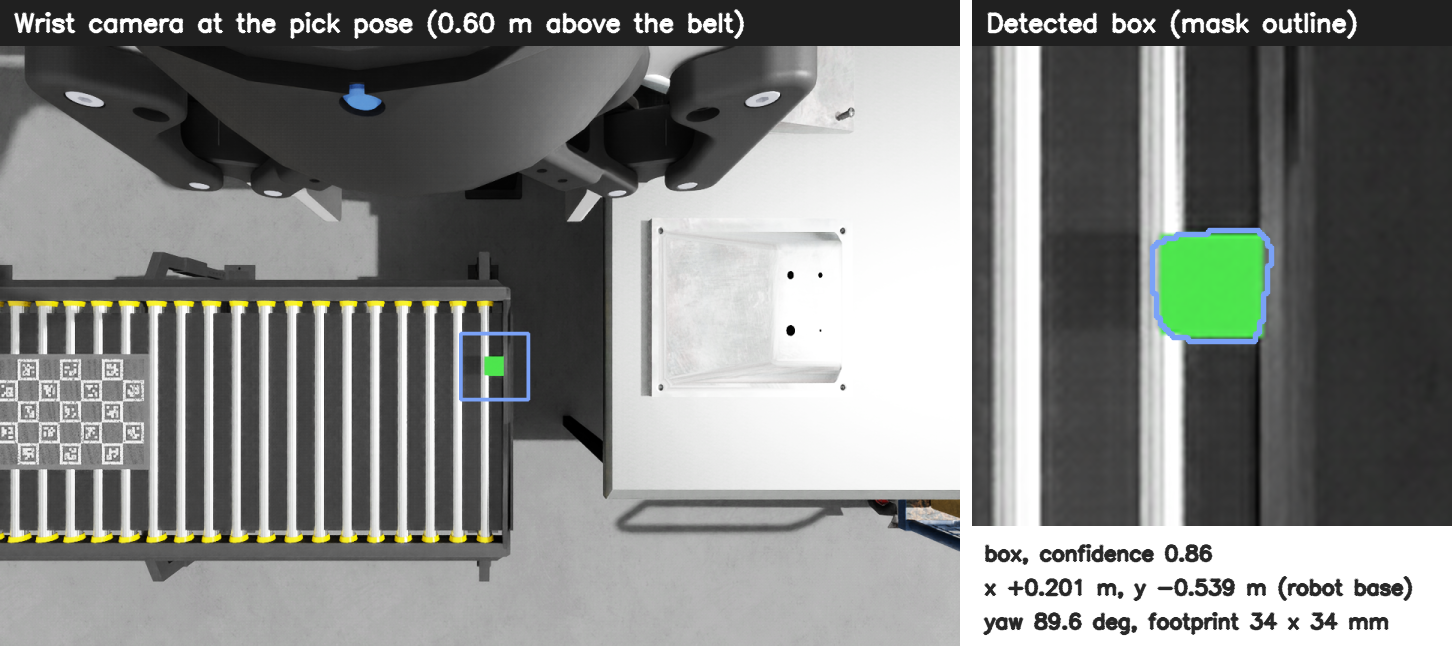 Wrist camera at the pick pose (0.60 m above the belt)
Detected box (mask outline)
box, confidence 0.86
x +0.201 m, y −0.539 m (robot base)
yaw 89.6 deg, footprint 34 x 34 mm